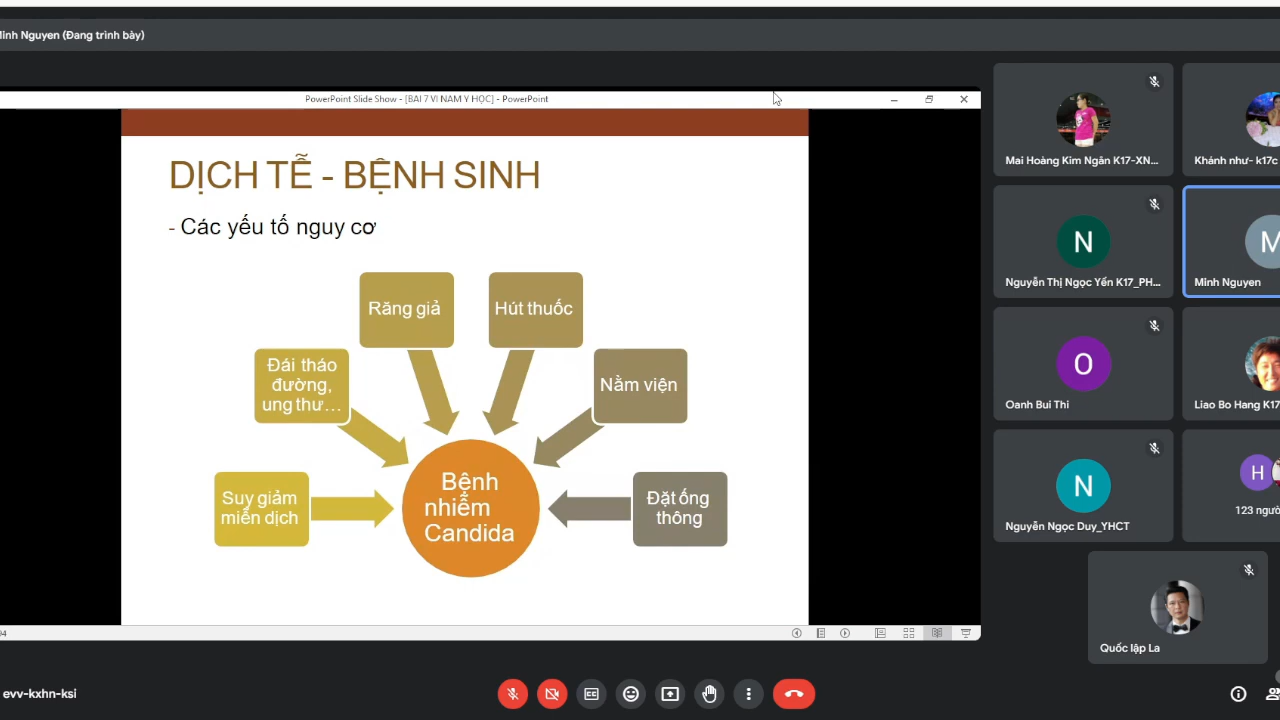 Minh Nguyen (Đang trình bày)
PowerPoint Slide Show - [BAI 7 VI NAM Y HỌC] - PowerPoint
DỊCH TỄ - BỆNH SINH
- Các yếu tố nguy cơ
Răng giả
Hút thuốc
Đái tháo
đường,
ung thư…
Nằm viện
Suy giảm
miễn dịch
Bệnh
nhiễm
Candida
Đặt ống
thông
Mai Hoàng Kim Ngân K17-XN...
Khánh như- k17c
N
Nguyễn Thị Ngọc Yến K17_PH...
M
Minh Nguyen
O
Oanh Bui Thi
Liao Bo Hang K17
N
Nguyễn Ngọc Duy_YHCT
H
123 ngườ
Quốc lập La
evv-kxhn-ksi